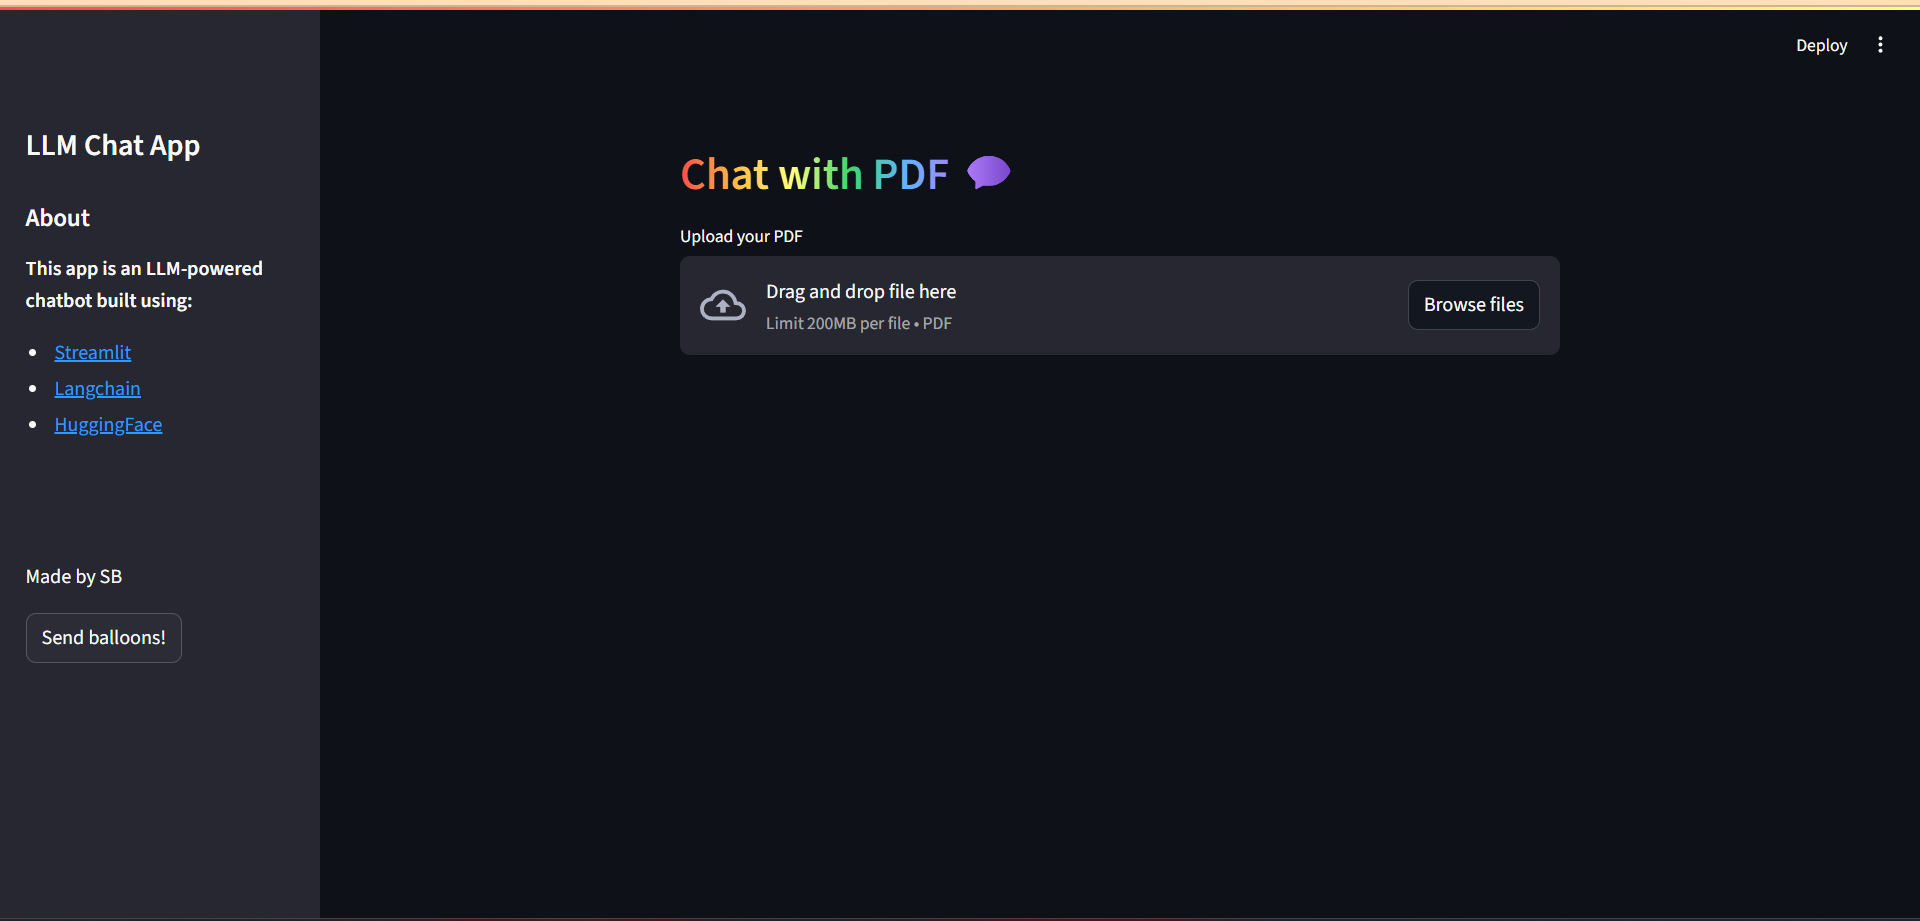 Deploy
LLM Chat App
About
This app is an LLM-powered
chatbot built using:
• Streamlit
• Langchain
• HuggingFace
Made by SB
Send balloons!
Chat with PDF
Upload your PDF
Drag and drop file here
Limit 200MB per file • PDF
Browse files